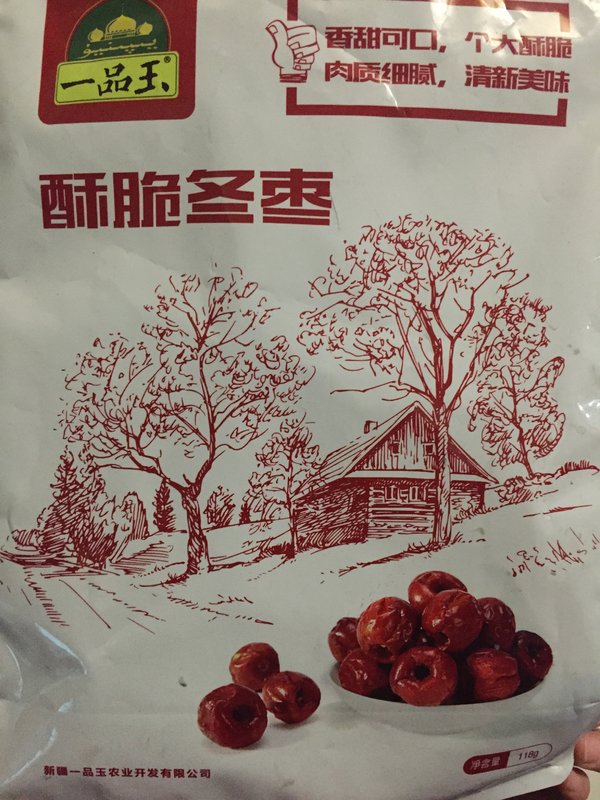 一品玉®
香甜可口，个大酥脆
肉质细腻，清新美味
酥脆冬枣
净含量 118g
新疆一品玉农业开发有限公司